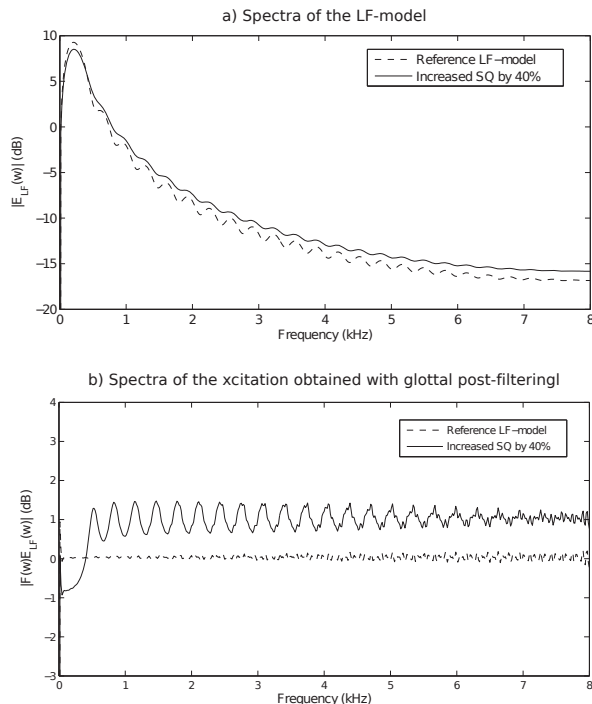 a) Spectra of the LF-model
10
5
0
−5
−10
−15
−20
|E_LF(w)| (dB)
Reference LF−model
Increased SQ by 40%
0 1 2 3 4 5 6 7 8
Frequency (kHz)
b) Spectra of the xcitation obtained with glottal post-filteringl
4
3
2
1
0
−1
−2
−3
|F(w)E_LF(w)| (dB)
Reference LF−model
Increased SQ by 40%
0 1 2 3 4 5 6 7 8
Frequency (kHz)